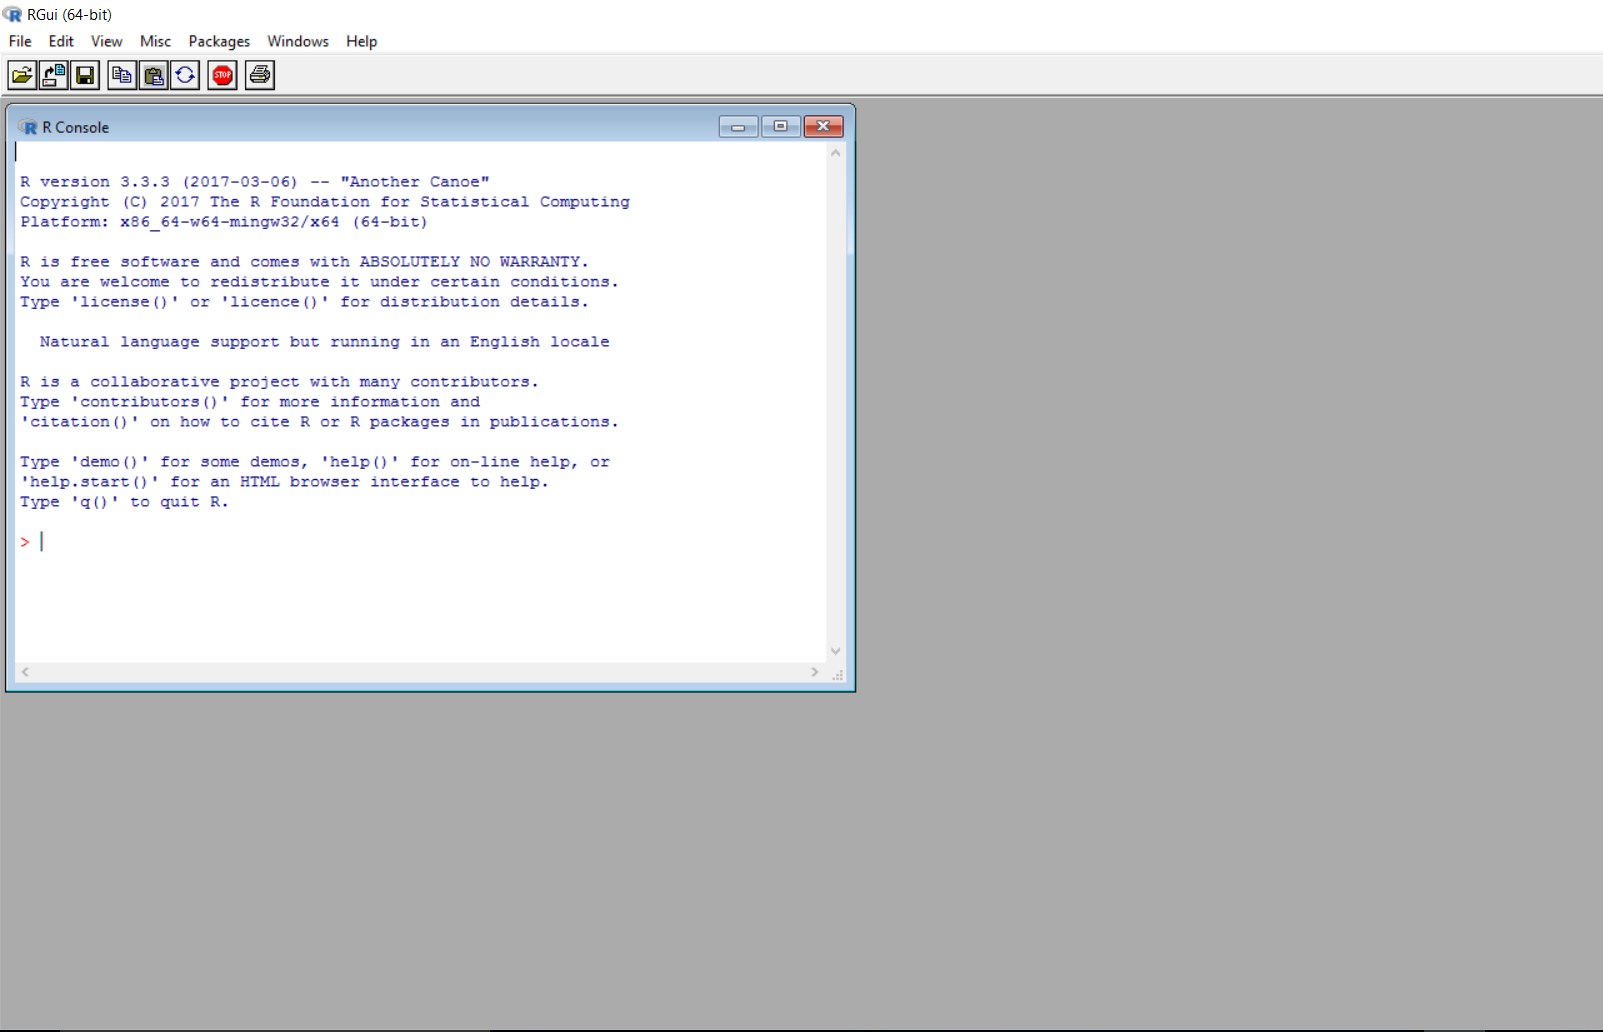 RGui (64-bit)
File Edit View Misc Packages Windows Help
STOP
R Console
R version 3.3.3 (2017-03-06) -- "Another Canoe"
Copyright (C) 2017 The R Foundation for Statistical Computing
Platform: x86_64-w64-mingw32/x64 (64-bit)
R is free software and comes with ABSOLUTELY NO WARRANTY.
You are welcome to redistribute it under certain conditions.
Type 'license()' or 'licence()' for distribution details.
Natural language support but running in an English locale
R is a collaborative project with many contributors.
Type 'contributors()' for more information and
'citation()' on how to cite R or R packages in publications.
Type 'demo()' for some demos, 'help()' for on-line help, or
'help.start()' for an HTML browser interface to help.
Type 'q()' to quit R.
>